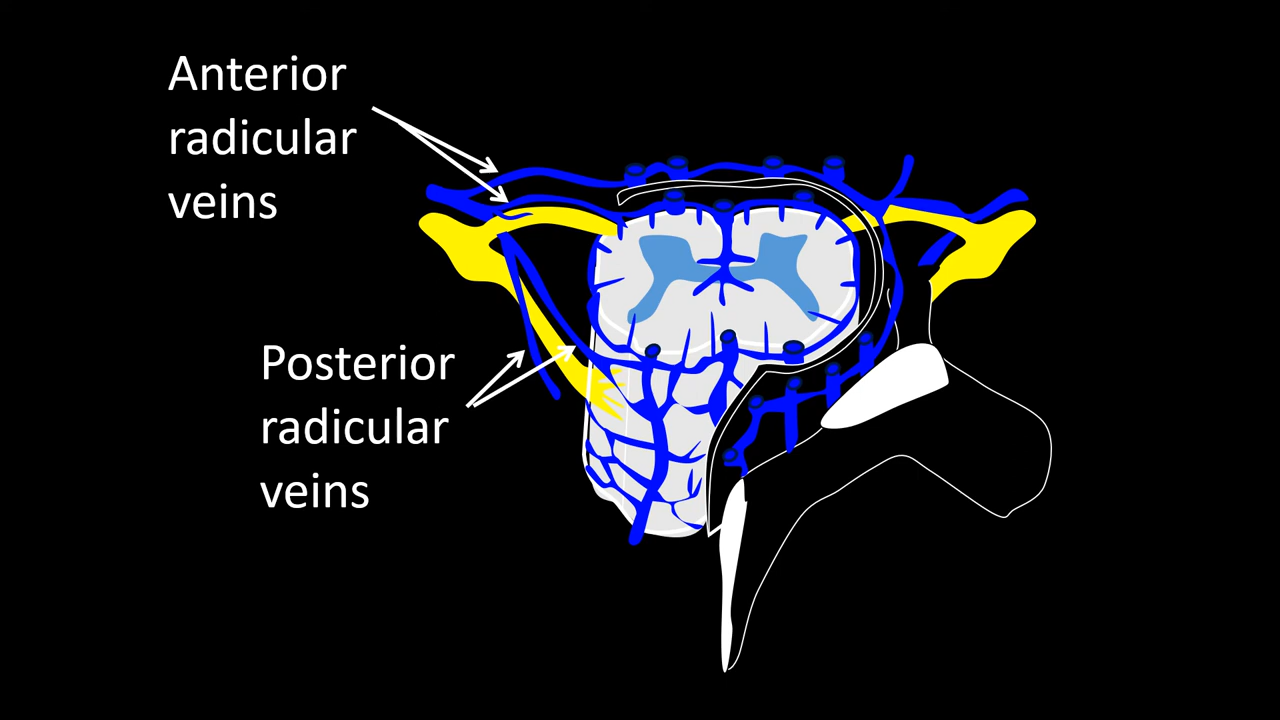 Anterior
radicular
veins
Posterior
radicular
veins